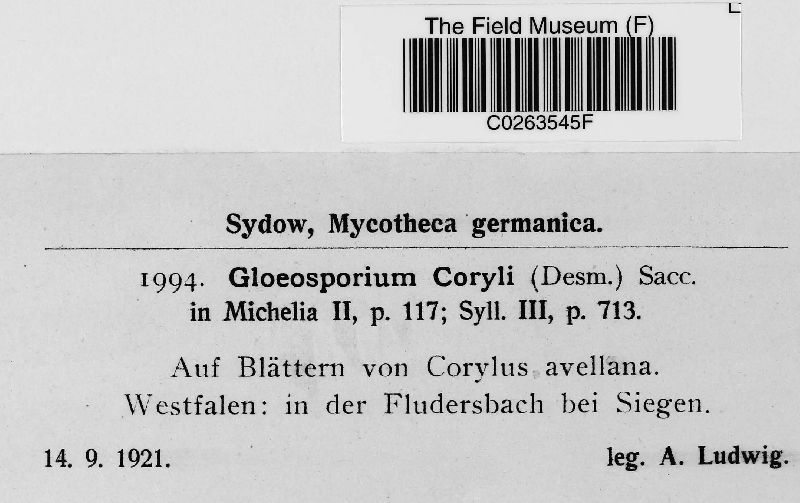 The Field Museum (F)
C0263545F
Sydow, Mycotheca germanica.
1994. Gloeosporium Coryli (Desm.) Sacc.
in Michelia II, p. 117; Syll. III, p. 713.
Auf Blättern von Corylus avellana.
Westfalen: in der Fludersbach bei Siegen.
14. 9. 1921. leg. A. Ludwig.